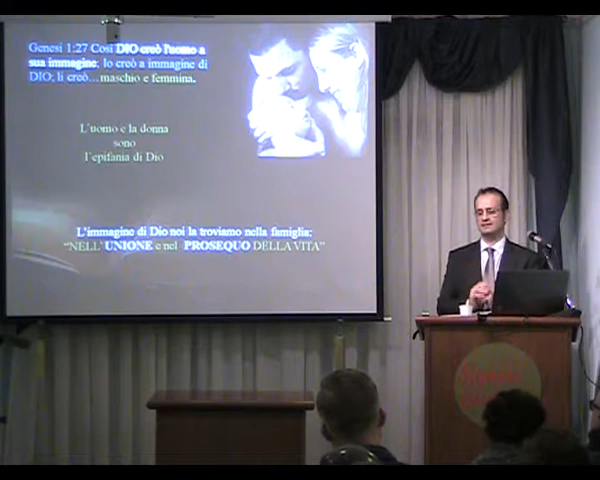 Genesi 1:27 Così DIO creò l'uomo a
sua immagine; lo creò a immagine di
DIO; li creò... maschio e femmina.
L'uomo e la donna
sono
l'epifania di Dio
L'immagine di Dio noi la troviamo nella famiglia:
"NELL'UNIONE e nel PROSEQUO DELLA VITA"